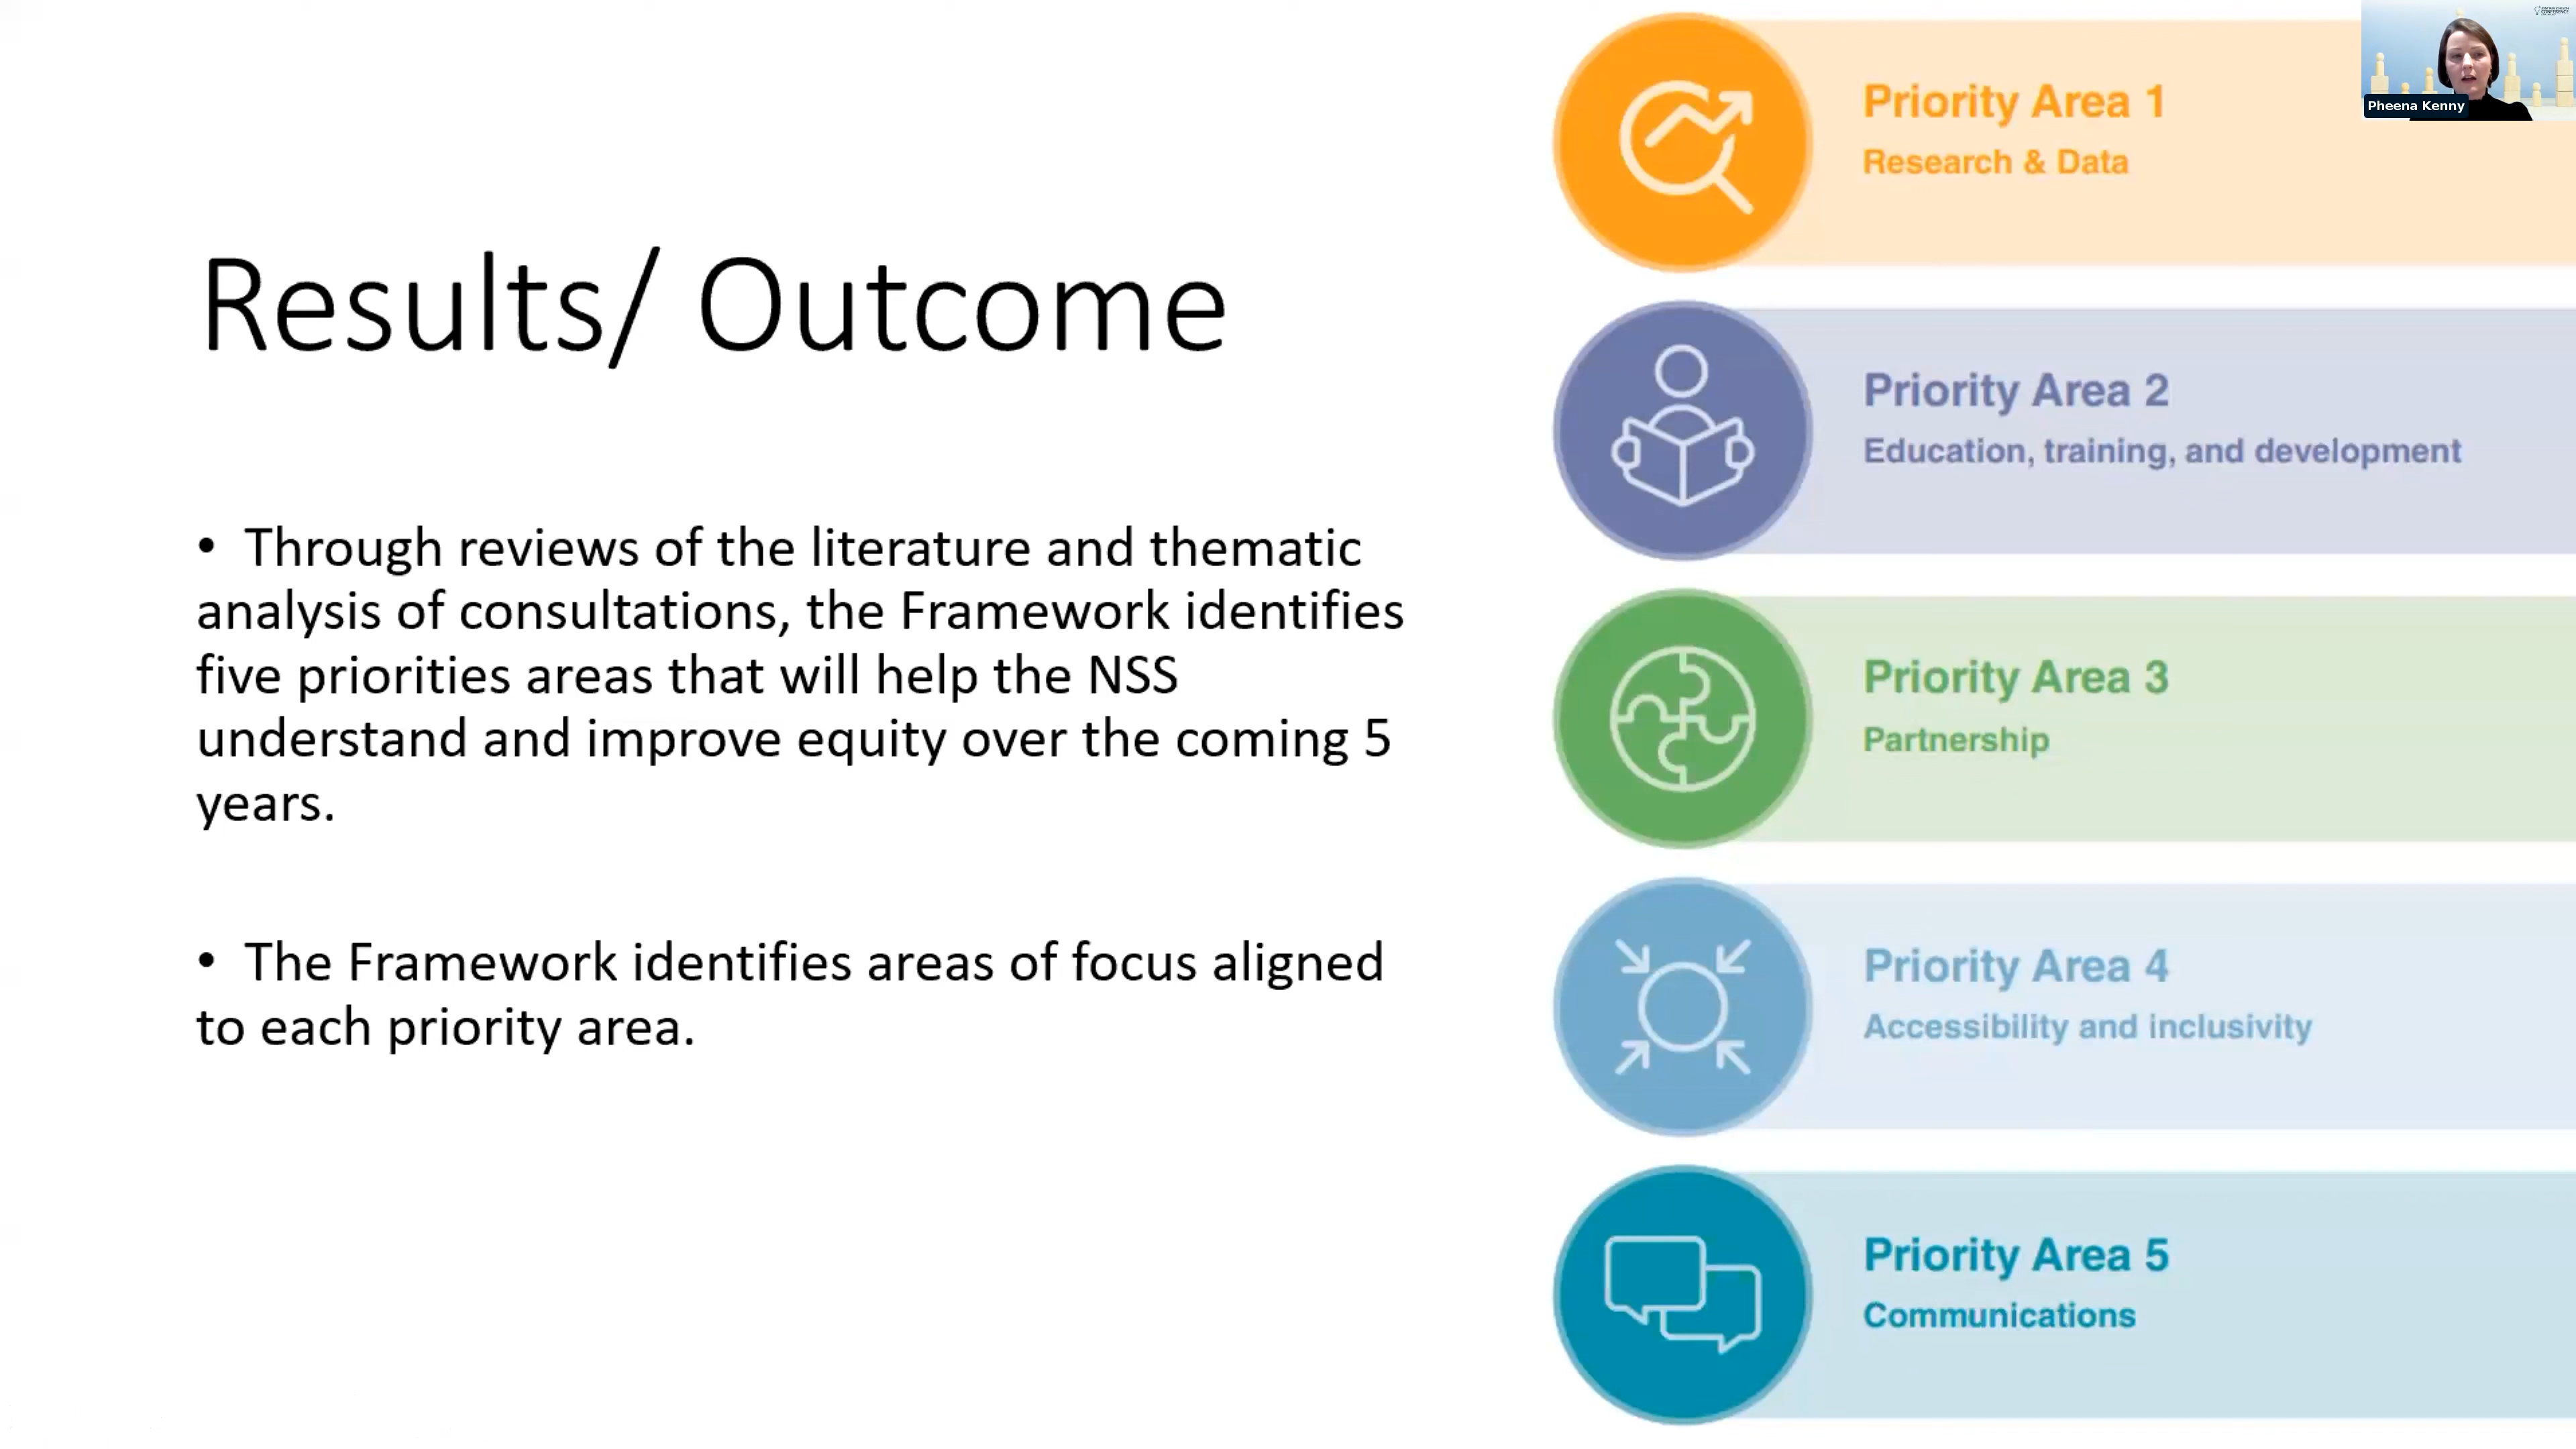 Results/ Outcome
• Through reviews of the literature and thematic
analysis of consultations, the Framework identifies
five priorities areas that will help the NSS
understand and improve equity over the coming 5
years.
• The Framework identifies areas of focus aligned
to each priority area.
Priority Area 1
Research & Data
Priority Area 2
Education, training, and development
Priority Area 3
Partnership
Priority Area 4
Accessibility and inclusivity
Priority Area 5
Communications
CONFERENCE
Pheena Kenny